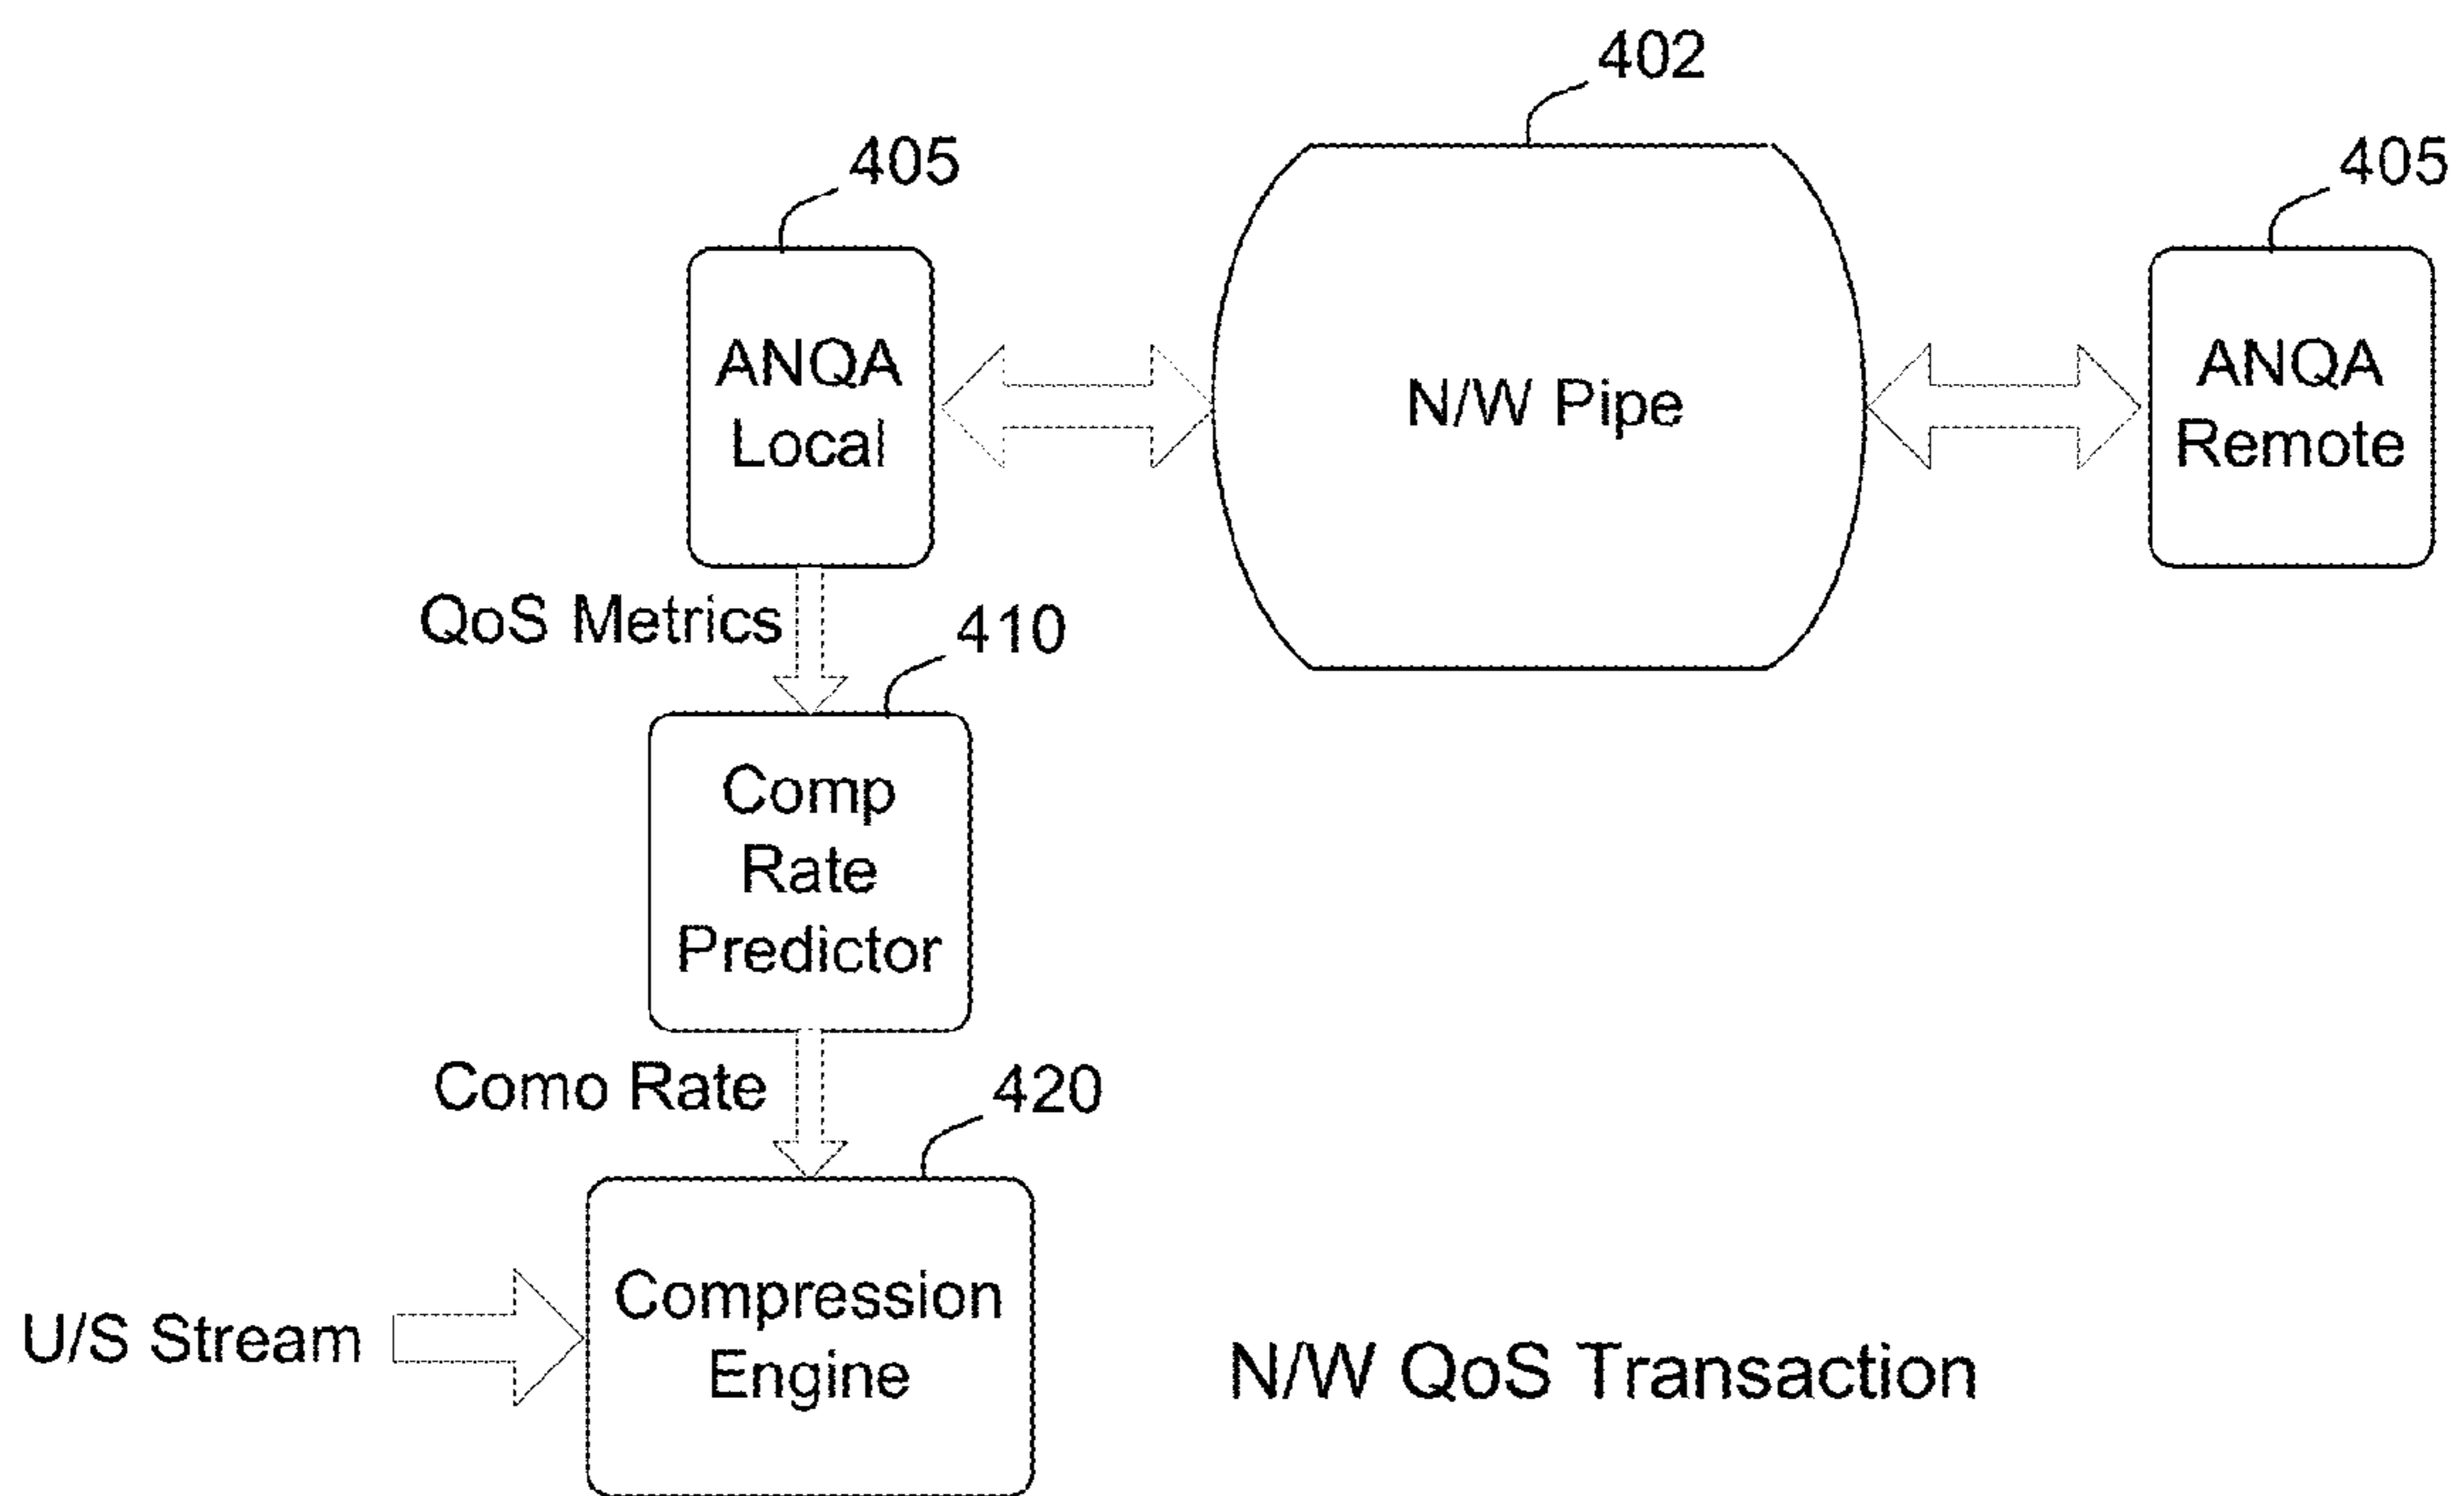 402
405
405
ANQA
Local
N/W Pipe
ANQA
Remote
QoS Metrics
410
Comp
Rate
Predictor
Como Rate
420
Compression
Engine
U/S Stream
N/W QoS Transaction